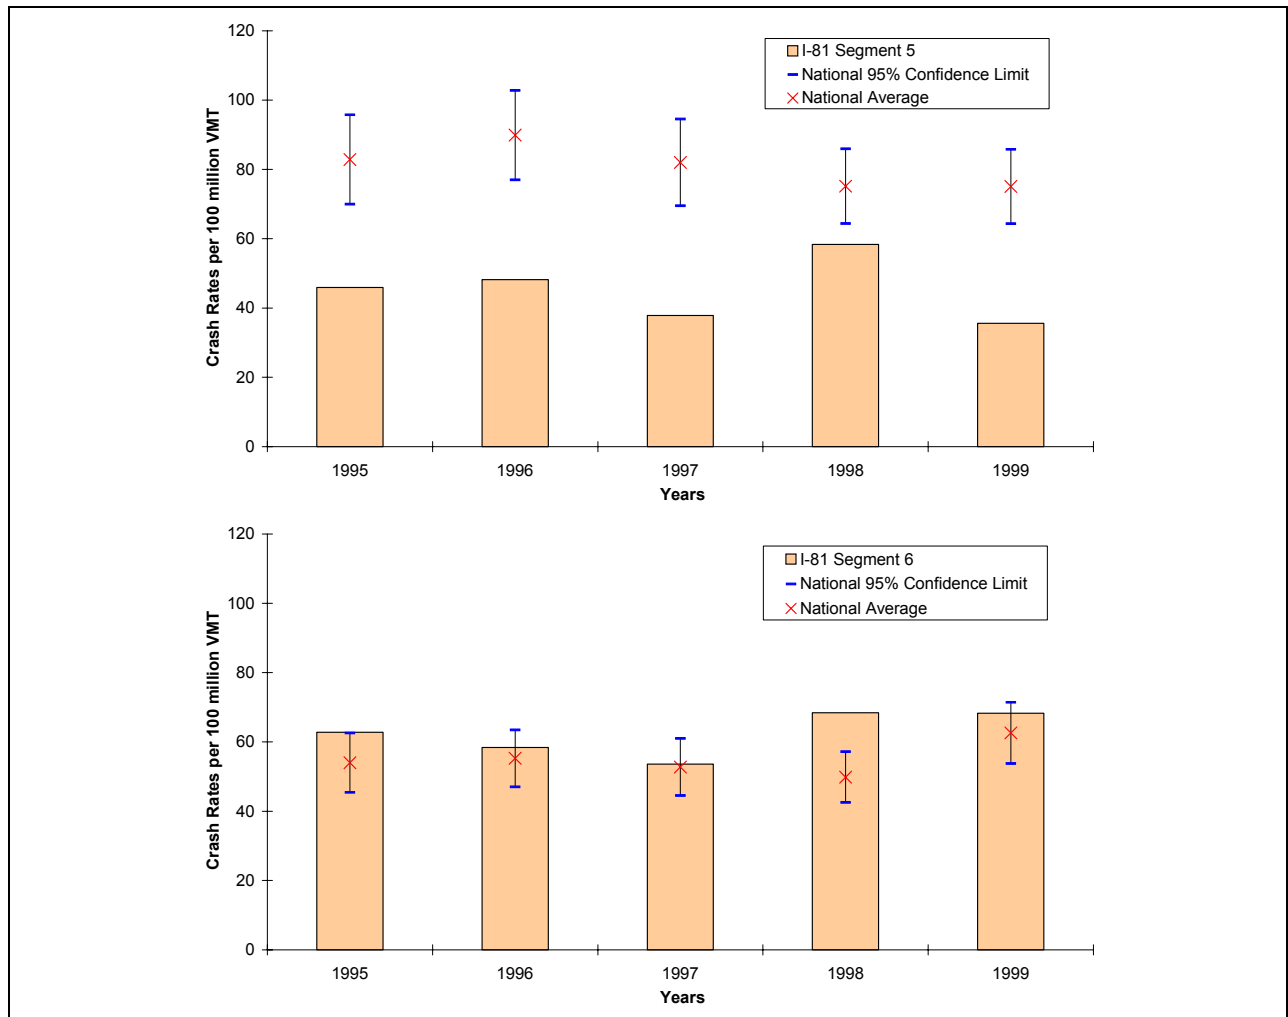 120
100
80
60
40
20
0
Crash Rates per 100 million VMT
I-81 Segment 5
National 95% Confidence Limit
National Average
1995 1996 1997 1998 1999
Years
120
100
80
60
40
20
0
Crash Rates per 100 million VMT
I-81 Segment 6
National 95% Confidence Limit
National Average
1995 1996 1997 1998 1999
Years